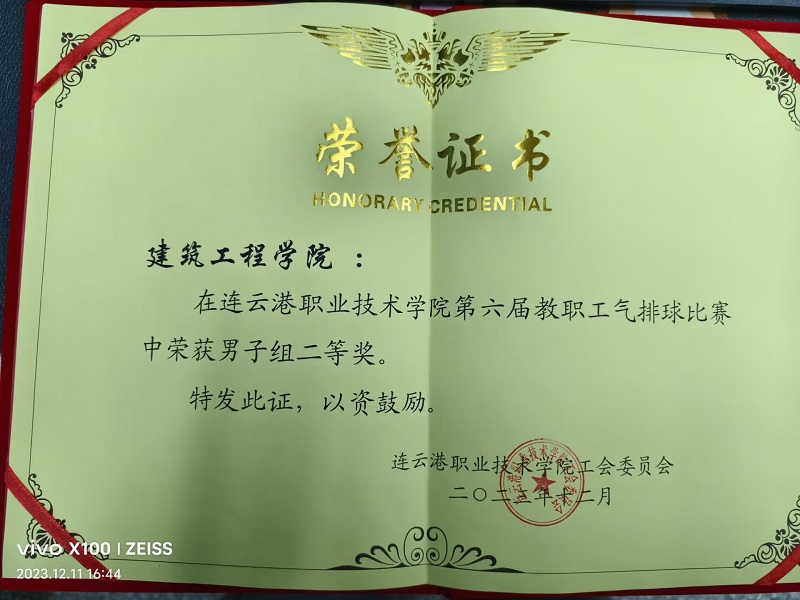 荣誉证书
HONORARY CREDENTIAL
建筑工程学院：
在连云港职业技术学院第六届教职工气排球比赛
中荣获男子组二等奖。
特发此证，以资鼓励。
连云港职业技术学院工会委员会
二〇二三年十二月
vivo X100 | ZEISS
2023.12.11 16:44